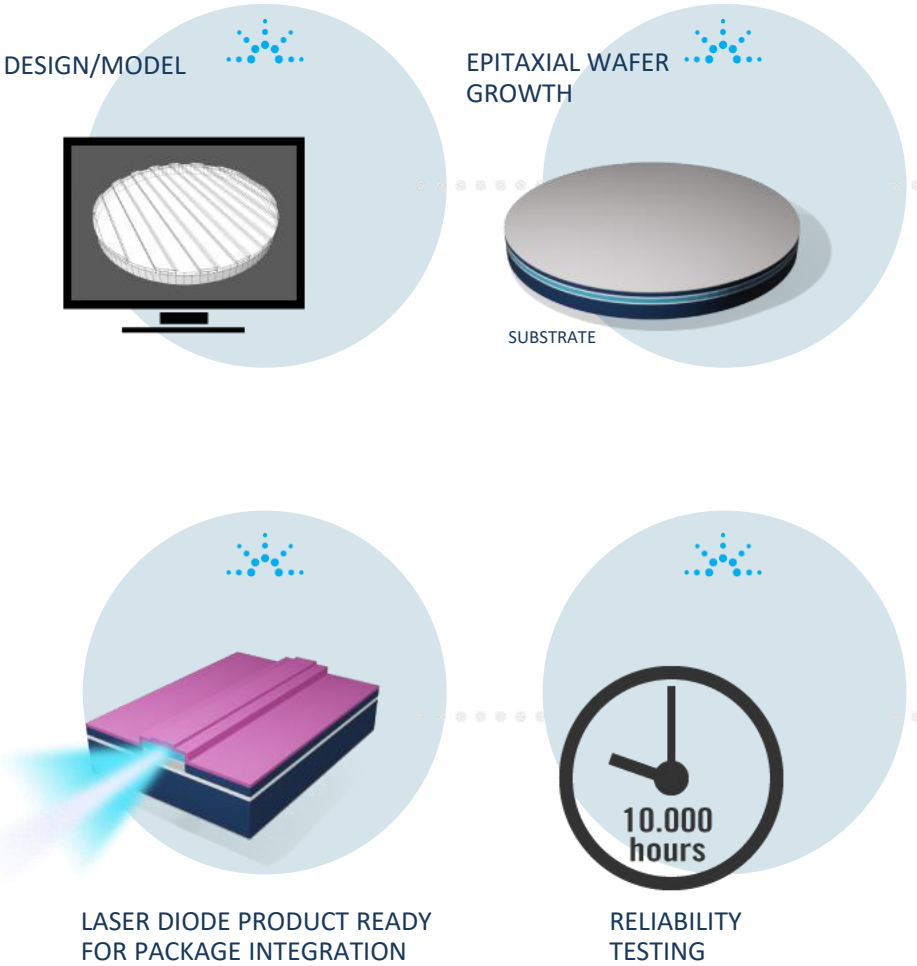 DESIGN/MODEL
EPITAXIAL WAFER
GROWTH
SUBSTRATE
10.000
hours
LASER DIODE PRODUCT READY
FOR PACKAGE INTEGRATION
RELIABILITY
TESTING